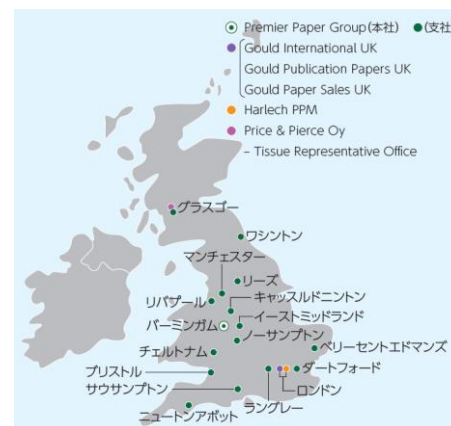 Premier Paper Group(本社) (支社
Gould International UK
Gould Publication Papers UK
Gould Paper Sales UK
Harlech PPM
Price & Pierce Oy
– Tissue Representative Office
グラスゴー
ワシントン
マンチェスター
リーズ
リバプール
キャッスルドニントン
バーミンガム
イーストミッドランド
ノーサンプトン
ベリーセントエドマンズ
チェルトナム
ブリストル
ダートフォード
サウサンプトン
ロンドン
ラングレー
ニュートンアボット